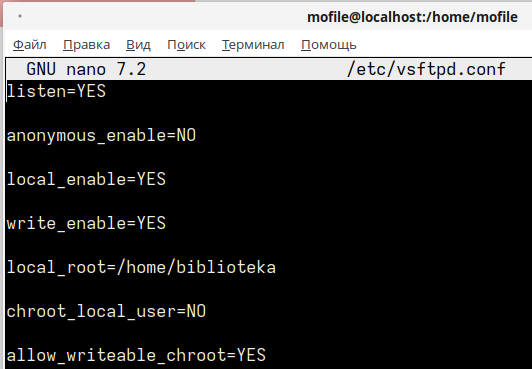 mofile@localhost:/home/mofile
Файл Правка Вид Поиск Терминал Помощь
GNU nano 7.2 /etc/vsftpd.conf
listen=YES
anonymous_enable=NO
local_enable=YES
write_enable=YES
local_root=/home/biblioteka
chroot_local_user=NO
allow_writeable_chroot=YES